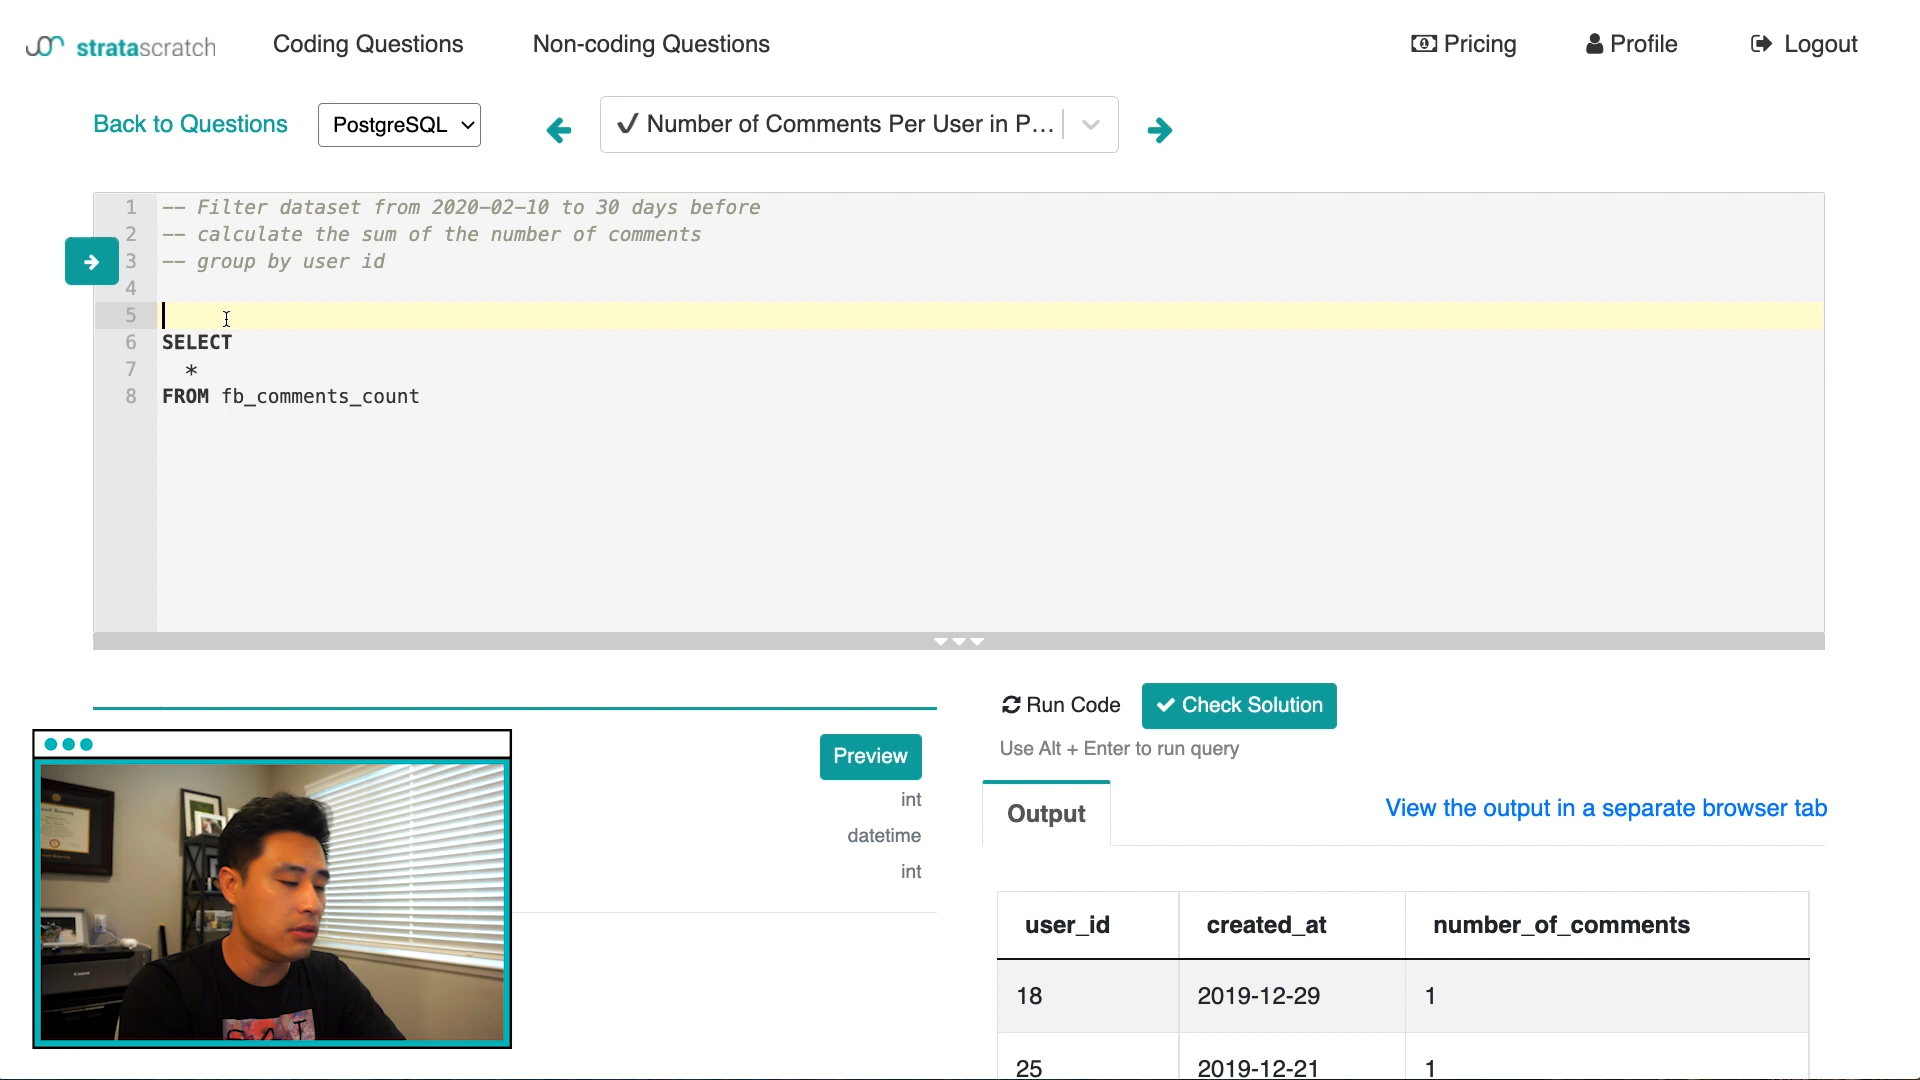 stratascratch
Coding Questions
Non-coding Questions
Pricing
Profile
Logout
Back to Questions
PostgreSQL
✓ Number of Comments Per User in P...
1 -- Filter dataset from 2020-02-10 to 30 days before
2 -- calculate the sum of the number of comments
3 -- group by user id
4
5
6 SELECT
7 *
8 FROM fb_comments_count
Run Code
Check Solution
Use Alt + Enter to run query
Preview
int
datetime
int
Output
View the output in a separate browser tab
user_id created_at number_of_comments
18 2019-12-29 1
25 2019-12-21 1